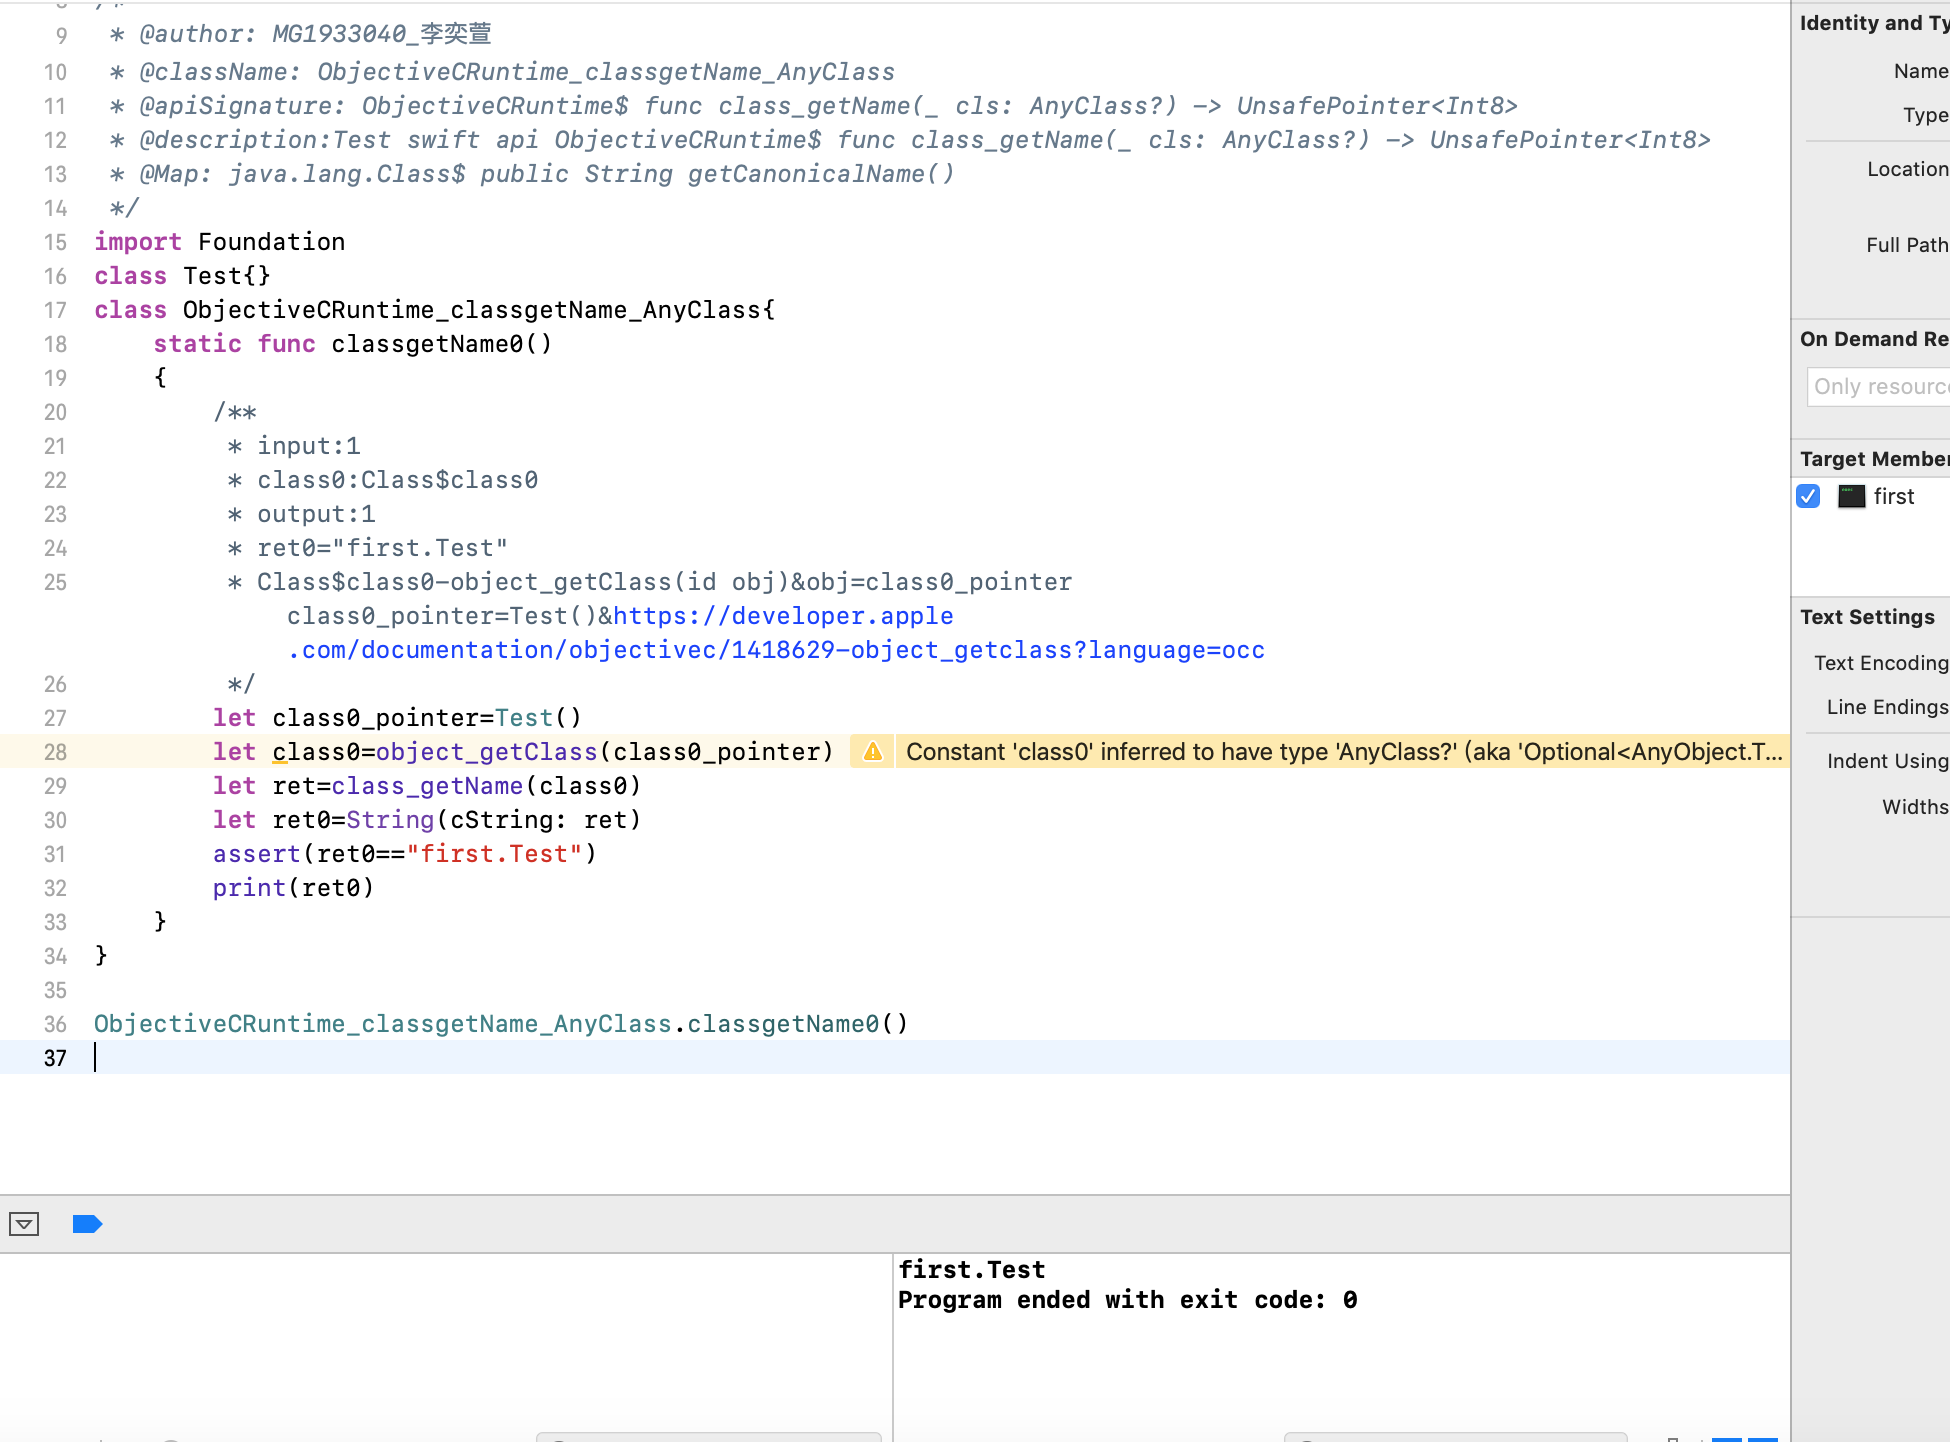 9 * @author: MG1933040_李奕萱
10 * @className: ObjectiveCRuntime_classgetName_AnyClass
11 * @apiSignature: ObjectiveCRuntime$ func class_getName(_ cls: AnyClass?) -> UnsafePointer<Int8>
12 * @description:Test swift api ObjectiveCRuntime$ func class_getName(_ cls: AnyClass?) -> UnsafePointer<Int8>
13 * @Map: java.lang.Class$ public String getCanonicalName()
14 */
15 import Foundation
16 class Test{}
17 class ObjectiveCRuntime_classgetName_AnyClass{
18 static func classgetName0()
19 {
20 /**
21 * input:1
22 * class0:Class$class0
23 * output:1
24 * ret0="first.Test"
25 * Class$class0-object_getClass(id obj)&obj=class0_pointer
class0_pointer=Test()&https://developer.apple
.com/documentation/objectivec/1418629-object_getclass?language=occ
26 */
27 let class0_pointer=Test()
28 let class0=object_getClass(class0_pointer) Constant 'class0' inferred to have type 'AnyClass?' (aka 'Optional<AnyObject.T...
29 let ret=class_getName(class0)
30 let ret0=String(cString: ret)
31 assert(ret0=="first.Test")
32 print(ret0)
33 }
34 }
35
36 ObjectiveCRuntime_classgetName_AnyClass.classgetName0()
37
first.Test
Program ended with exit code: 0
Identity and Ty
Name
Type
Location
Full Path
On Demand Re
Only resourc
Target Member
first
Text Settings
Text Encoding
Line Endings
Indent Using
Widths